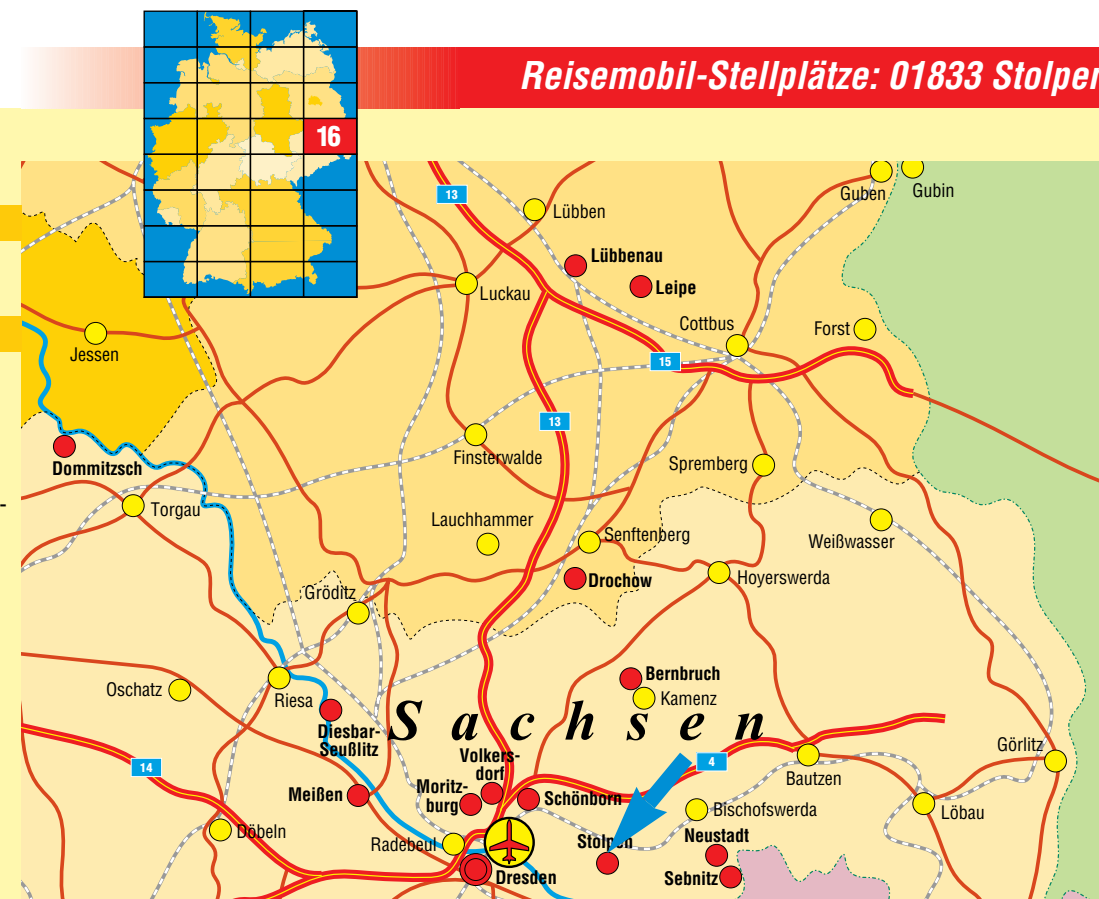 Reisemobil-Stellplätze: 01833 Stolpen
16
13
Lübben
Guben
Gubin
Lübbenau
Leipe
Luckau
Cottbus
Forst
Jessen
15
13
Dommitzsch
Finsterwalde
Spremberg
-
Torgau
Lauchhammer
Senftenberg
Weißwasser
Drochow
Hoyerswerda
Gröditz
Bernbruch
Kamenz
Oschatz
Riesa
Diesbar-
Seußlitz
Sachsen
Volkers-
dorf
Görlitz
14
4
Bautzen
Meißen
Moritz-
burg
Schönborn
Bischofswerda
Löbau
Döbeln
Radebeul
Stolpen
Neustadt
Dresden
Sebnitz